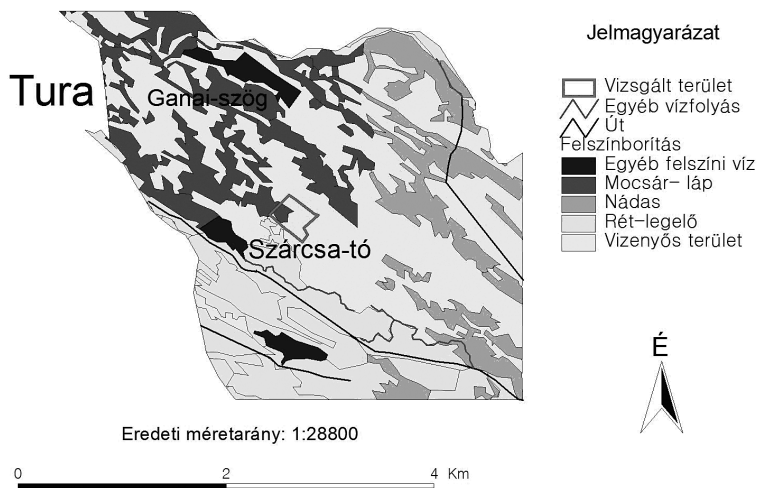 Jelmagyarázat
Tura
Ganai-szög
Szárcsa-tó
Vizsgált terület
Egyéb vízfolyás
Út
Felszínborítás
Egyéb felszíni víz
Mocsár- láp
Nádas
Rét-legelő
Vizenyős terület
É
Eredeti méretarány: 1:28800
0 2 4 Km